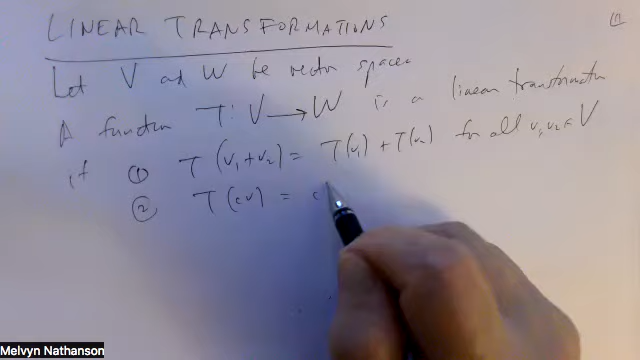 LINEAR TRANSFORMATIONS (1)
Let V and W be vector spaces
A function T: V → W is a linear transformation
if ① T(v₁+v₂) = T(v₁) + T(v₂) for all v₁,v₂ ∈ V
② T(cv) = c
Melvyn Nathanson